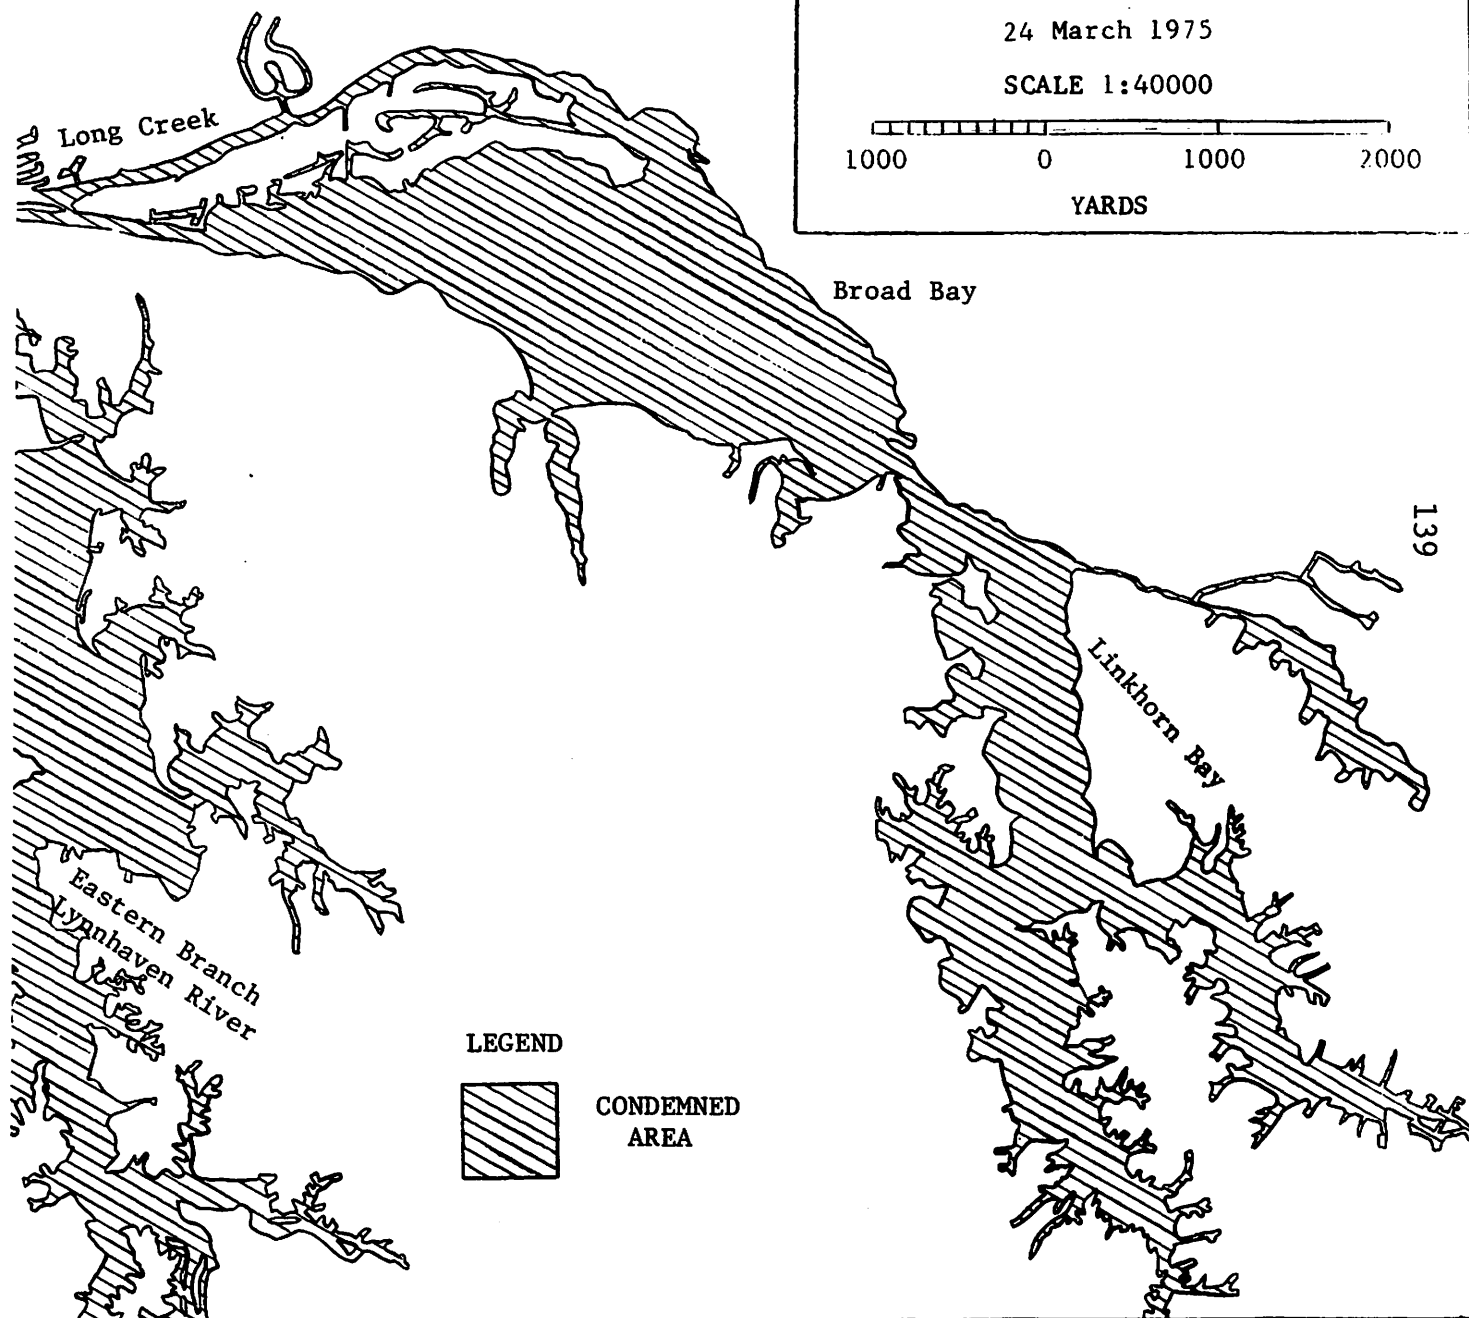 24 March 1975
SCALE 1:40000
1000 0 1000 2000
YARDS
Long Creek
Broad Bay
139
Linkhorn Bay
Eastern Branch
Lynnhaven River
LEGEND
CONDEMNED
AREA